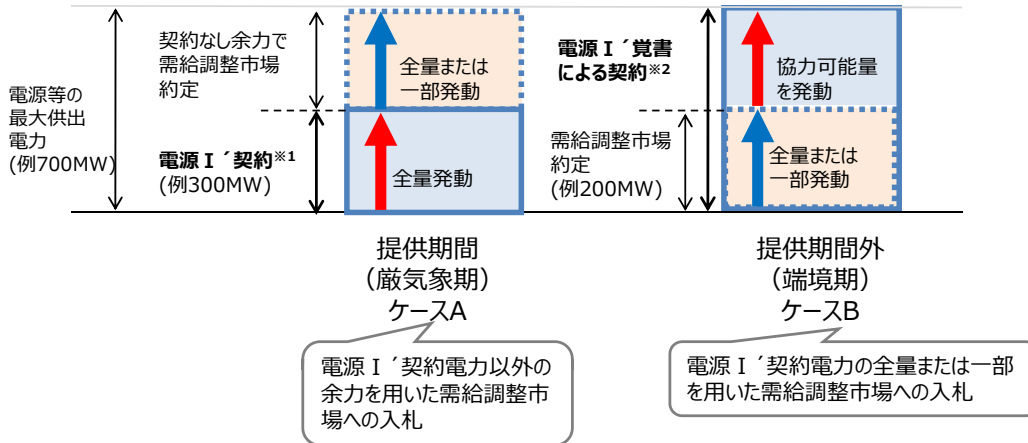 電源等の
最大供出
電力
(例700MW)
契約なし余力で
需給調整市場
約定
電源Ⅰ´契約※1
(例300MW)
全量または
一部発動
全量発動
提供期間
(厳気象期)
ケースA
電源Ⅰ´契約電力以外の
余力を用いた需給調整市
場への入札
電源Ⅰ´覚書
による契約※2
需給調整市場
約定
(例200MW)
協力可能量
を発動
全量または
一部発動
提供期間外
(端境期)
ケースB
電源Ⅰ´契約電力の全量または一部
を用いた需給調整市場への入札